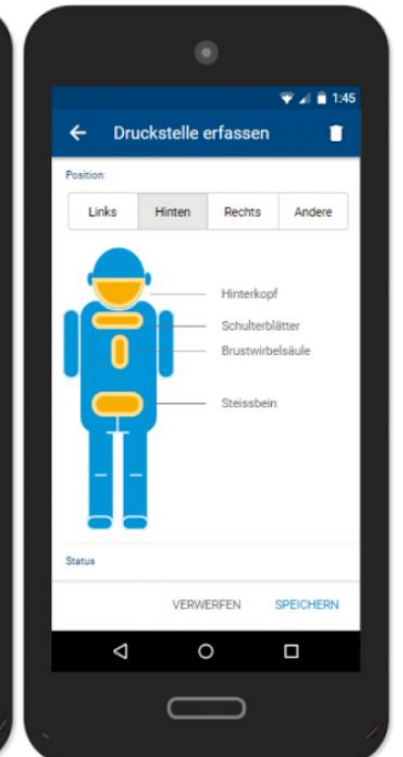 1:45
Druckstelle erfassen
Position:
Links Hinten Rechts Andere
Hinterkopf
Schulterblätter
Brustwirbelsäule
Steissbein
Status
VERWERFEN SPEICHERN